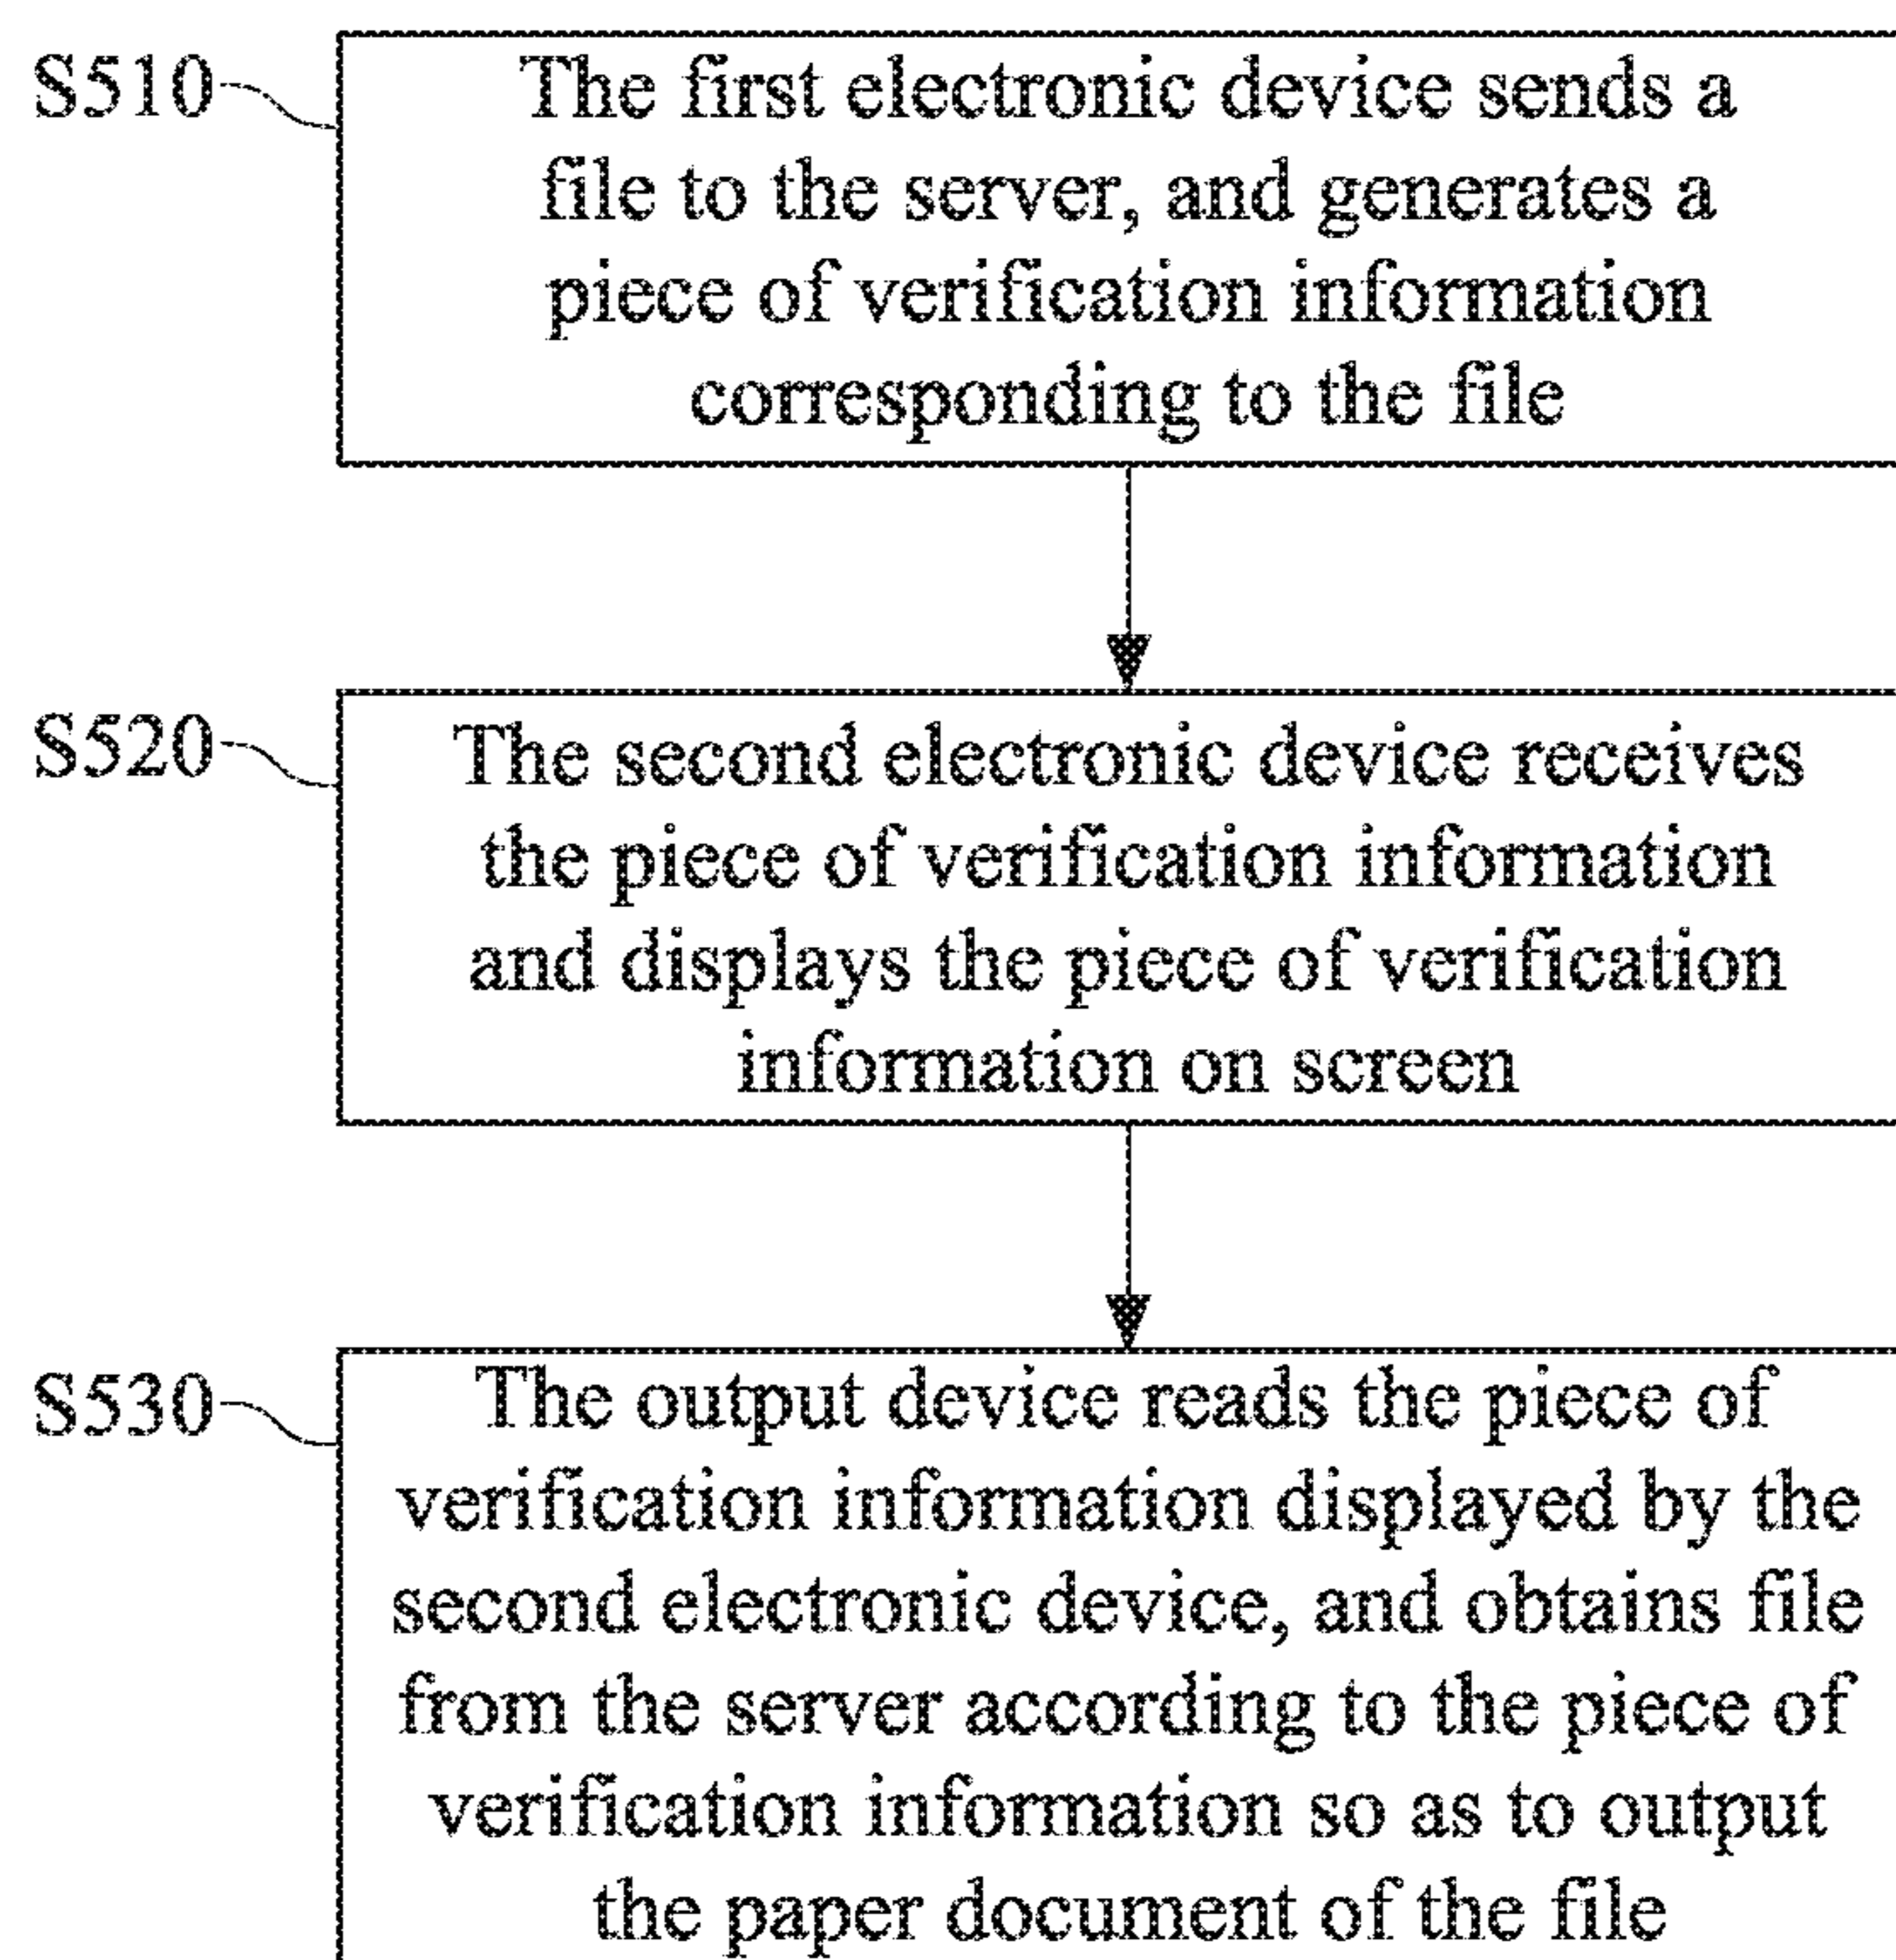 S510
The first electronic device sends a
file to the server, and generates a
piece of verification information
corresponding to the file
S520
The second electronic device receives
the piece of verification information
and displays the piece of verification
information on screen
S530
The output device reads the piece of
verification information displayed by the
second electronic device, and obtains file
from the server according to the piece of
verification information so as to output
the paper document of the file